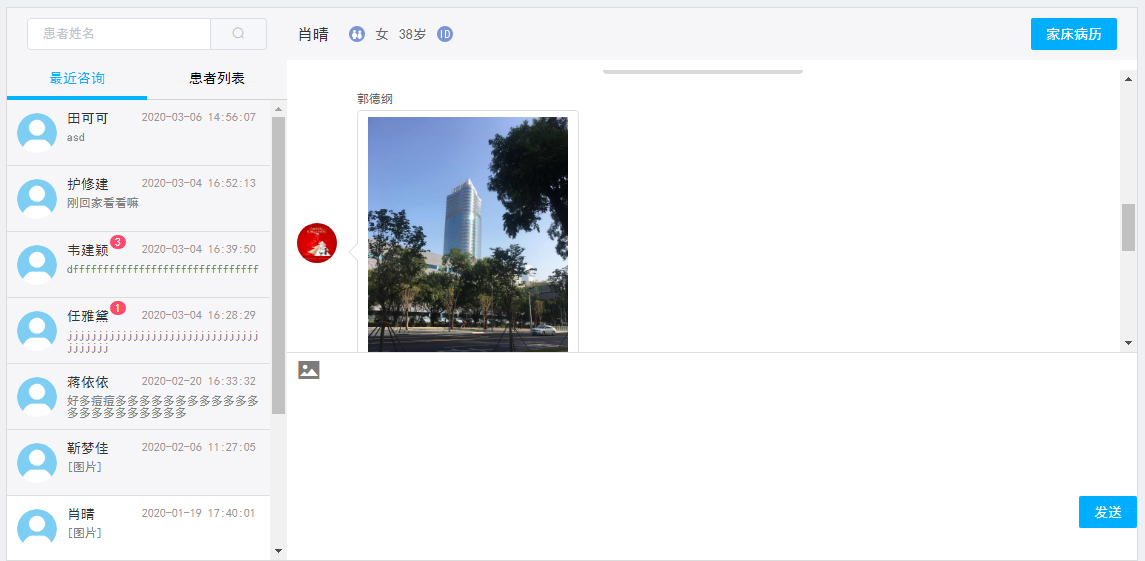 患者姓名
最近咨询
患者列表
田可可 2020-03-06 14:56:07
asd
护修建 2020-03-04 16:52:13
刚回家看看嘛
韦建颖 3 2020-03-04 16:39:50
dfffffffffffffffffffffffffffffff
任雅黛 1 2020-03-04 16:28:29
jjjjjjjjjjjjjjjjjjjjjjjjjjjjjjjj
jjjjjjj
蒋依依 2020-02-20 16:33:32
好多痘痘多多多多多多多多多多多多
多多多多多多多多多多
靳梦佳 2020-02-06 11:27:05
[图片]
肖晴 2020-01-19 17:40:01
[图片]
肖晴 女 38岁 ID
家床病历
郭德纲
发送